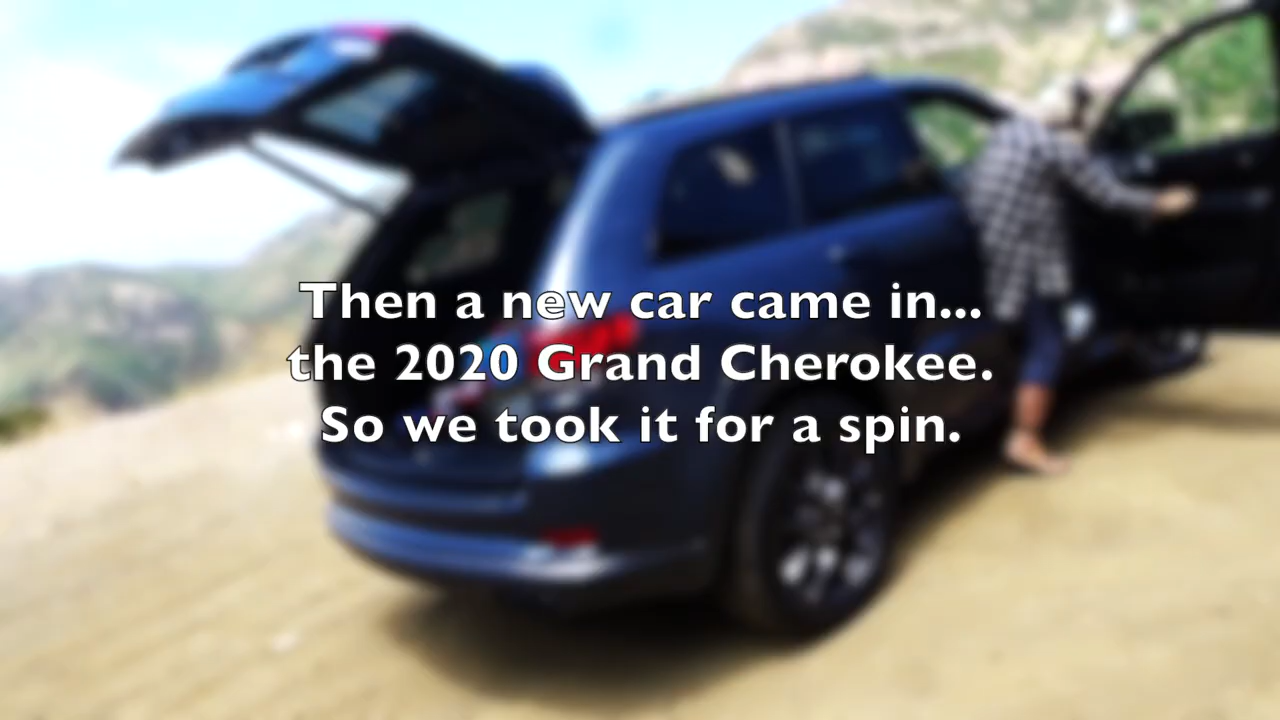 Then a new car came in...
the 2020 Grand Cherokee.
So we took it for a spin.